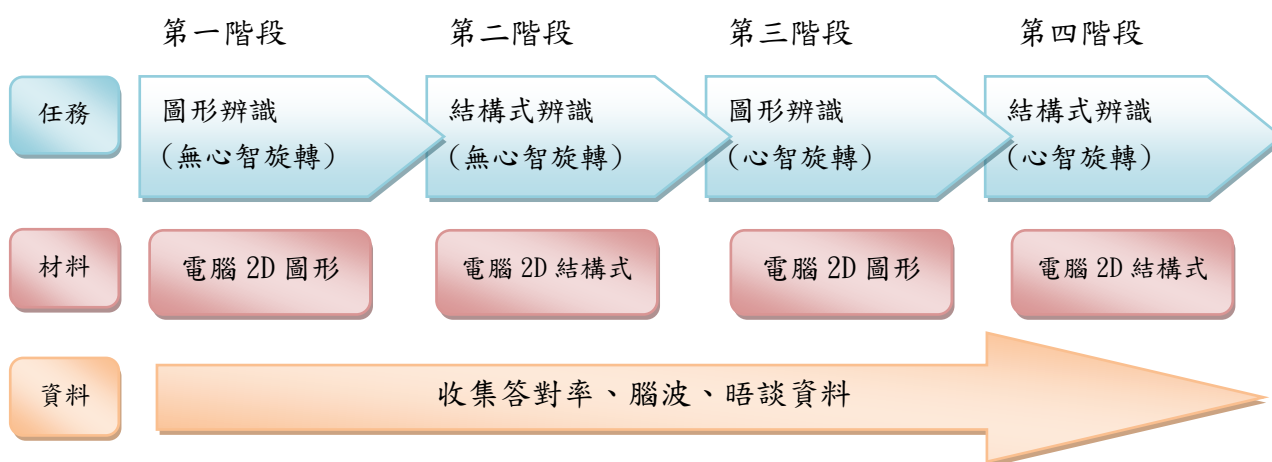 第一階段
第二階段
第三階段
第四階段
任務
圖形辨識
(無心智旋轉)
結構式辨識
(無心智旋轉)
圖形辨識
(心智旋轉)
結構式辨識
(心智旋轉)
材料
電腦 2D 圖形
電腦 2D 結構式
電腦 2D 圖形
電腦 2D 結構式
資料
收集答對率、腦波、晤談資料